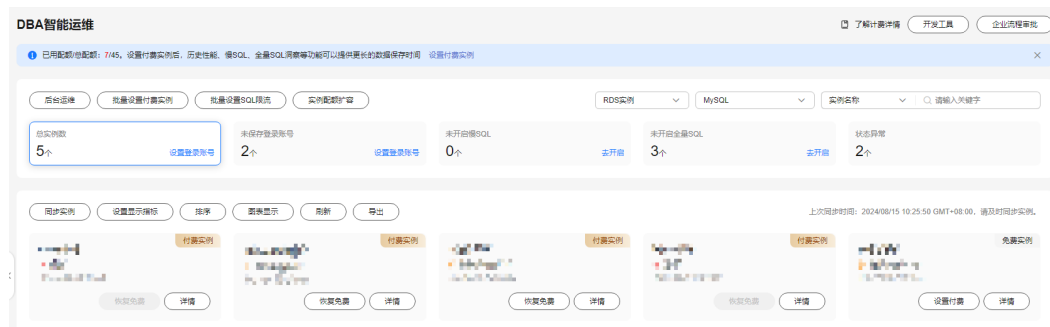 DBA智能运维 了解计费详情 开发工具 企业流程审批
已用配额/总配额：7/45。设置付费实例后，历史性能、慢SQL、全量SQL洞察等功能可以提供更长的数据保存时间 设置付费实例
后台运维 批量设置付费实例 批量设置SQL限流 实例配额扩容 RDS实例 MySQL 实例名称 请输入关键字
总实例数 未保存登录账号 未开启慢SQL 未开启全量SQL 状态异常
5个 设置登录账号 2个 设置登录账号 0个 去开启 3个 去开启 2个
同步实例 设置显示指标 排序 图表显示 刷新 导出 上次同步时间：2024/08/15 10:25:50 GMT+08:00，请及时同步实例。
付费实例 付费实例 付费实例 付费实例 免费实例
恢复免费 详情 恢复免费 详情 恢复免费 详情 恢复免费 详情 设置付费 详情